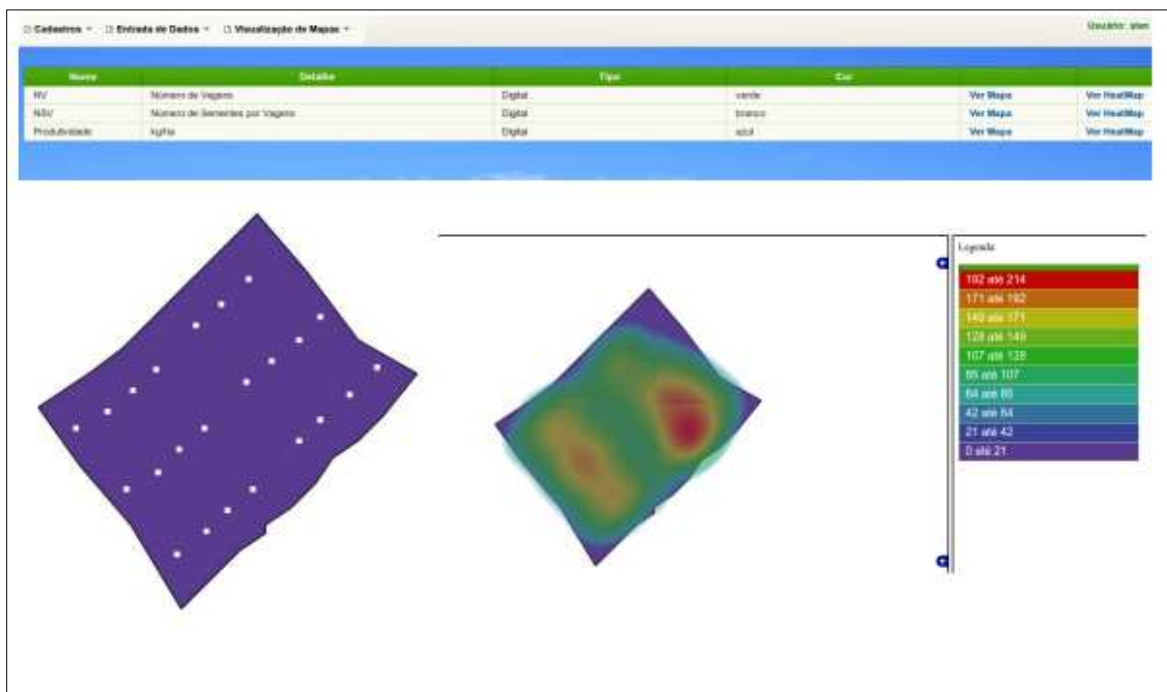 Cadastros Entrada de Dados Visualização de Mapas
Usuário: alan
Nome Detalhe Tipo Cor
NV Número de Vagens Digital verde Ver Mapa Ver HeatMap
NSV Número de Sementes por Vagens Digital branco Ver Mapa Ver HeatMap
Produtividade kg/ha Digital azul Ver Mapa Ver HeatMap
Legenda
192 até 214
171 até 192
149 até 171
128 até 149
107 até 128
85 até 107
64 até 85
42 até 64
21 até 42
0 até 21